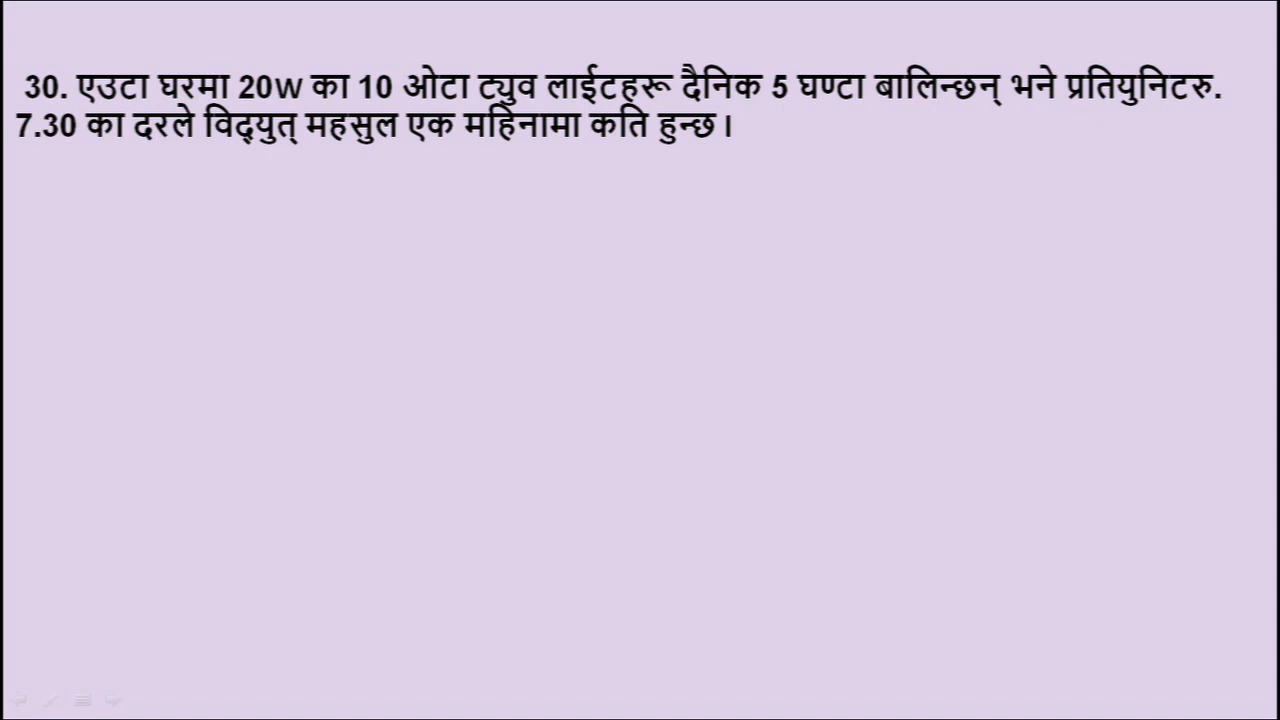 30. एउटा घरमा 20W का 10 ओटा ट्युव लाईटहरू दैनिक 5 घण्टा बालिन्छन् भने प्रतियुनिटरु.
7.30 का दरले विद्युत् महसुल एक महिनामा कति हुन्छ।